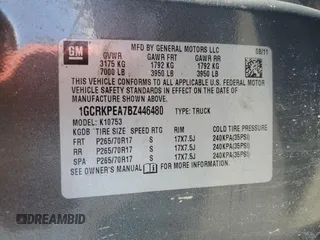 GM
MFD BY GENERAL MOTORS LLC 08/11
GVWR GAWR FRT GAWR RR
3175 KG 1792 KG 1792 KG
7000 LB 3950 LB 3950 LB
THIS VEHICLE CONFORMS TO ALL APPLICABLE U.S. FEDERAL MOTOR
VEHICLE SAFETY STANDARDS IN EFFECT ON THE DATE OF
MANUFACTURE SHOWN ABOVE.
1GCRKPEA7BZ446480 TYPE: TRUCK
MODEL: K10753
KGDB TIRE SIZE SPEED RTG RIM COLD TIRE PRESSURE
FRT P265/70R17 S 17X7.5J 240KPA(35PSI)
RR P265/70R17 S 17X7.5J 240KPA(35PSI)
SPA P265/70R17 S 17X7.5J 240KPA(35PSI)
SEE OWNER'S MANUAL FOR MORE INFORMATION.
DREAMBID